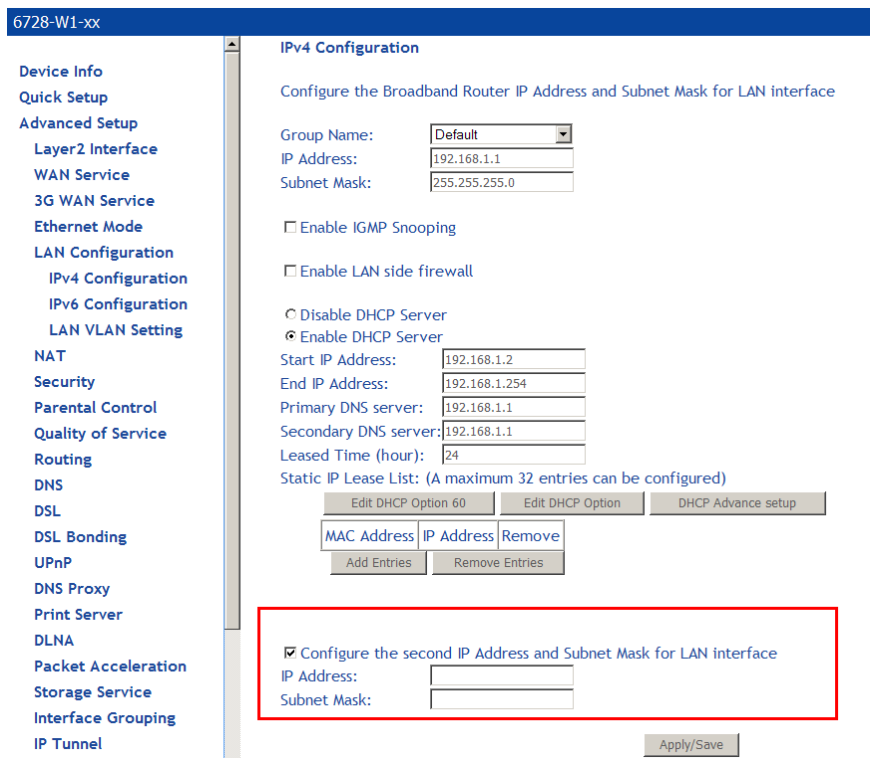 6728-W1-xx
Device Info
Quick Setup
Advanced Setup
Layer2 Interface
WAN Service
3G WAN Service
Ethernet Mode
LAN Configuration
IPv4 Configuration
IPv6 Configuration
LAN VLAN Setting
NAT
Security
Parental Control
Quality of Service
Routing
DNS
DSL
DSL Bonding
UPnP
DNS Proxy
Print Server
DLNA
Packet Acceleration
Storage Service
Interface Grouping
IP Tunnel
IPv4 Configuration
Configure the Broadband Router IP Address and Subnet Mask for LAN interface
Group Name: Default
IP Address: 192.168.1.1
Subnet Mask: 255.255.255.0
Enable IGMP Snooping
Enable LAN side firewall
Disable DHCP Server
Enable DHCP Server
Start IP Address: 192.168.1.2
End IP Address: 192.168.1.254
Primary DNS server: 192.168.1.1
Secondary DNS server: 192.168.1.1
Leased Time (hour): 24
Static IP Lease List: (A maximum 32 entries can be configured)
Edit DHCP Option 60 Edit DHCP Option DHCP Advance setup
MAC Address IP Address Remove
Add Entries Remove Entries
Configure the second IP Address and Subnet Mask for LAN interface
IP Address:
Subnet Mask:
Apply/Save